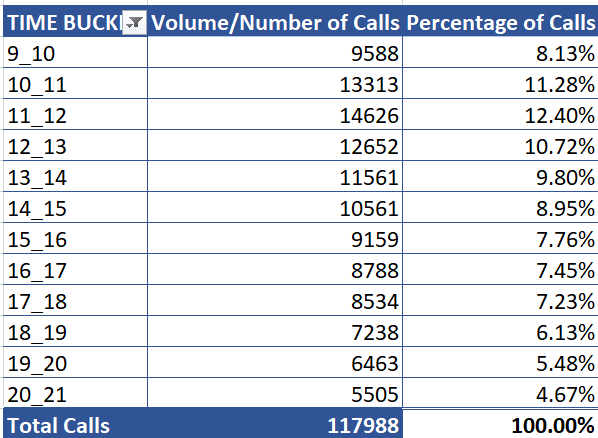 TIME BUCKI Volume/Number of Calls Percentage of Calls
9_10 9588 8.13%
10_11 13313 11.28%
11_12 14626 12.40%
12_13 12652 10.72%
13_14 11561 9.80%
14_15 10561 8.95%
15_16 9159 7.76%
16_17 8788 7.45%
17_18 8534 7.23%
18_19 7238 6.13%
19_20 6463 5.48%
20_21 5505 4.67%
Total Calls 117988 100.00%